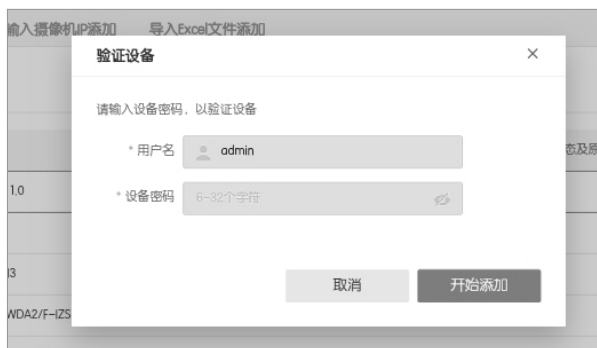 输入摄像机IP添加 导入Excel文件添加
验证设备
请输入设备密码，以验证设备
* 用户名 admin
态及原
1.0
* 设备密码 6-32个字符
取消 开始添加
WDA2/F-IZS